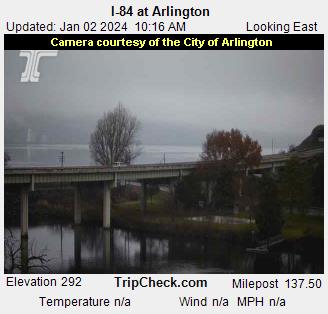 I-84 at Arlington
Updated: Jan 02 2024 10:16 AM Looking East
Camera courtesy of the City of Arlington
Elevation 292 TripCheck.com Milepost 137.50
Temperature n/a Wind n/a MPH n/a